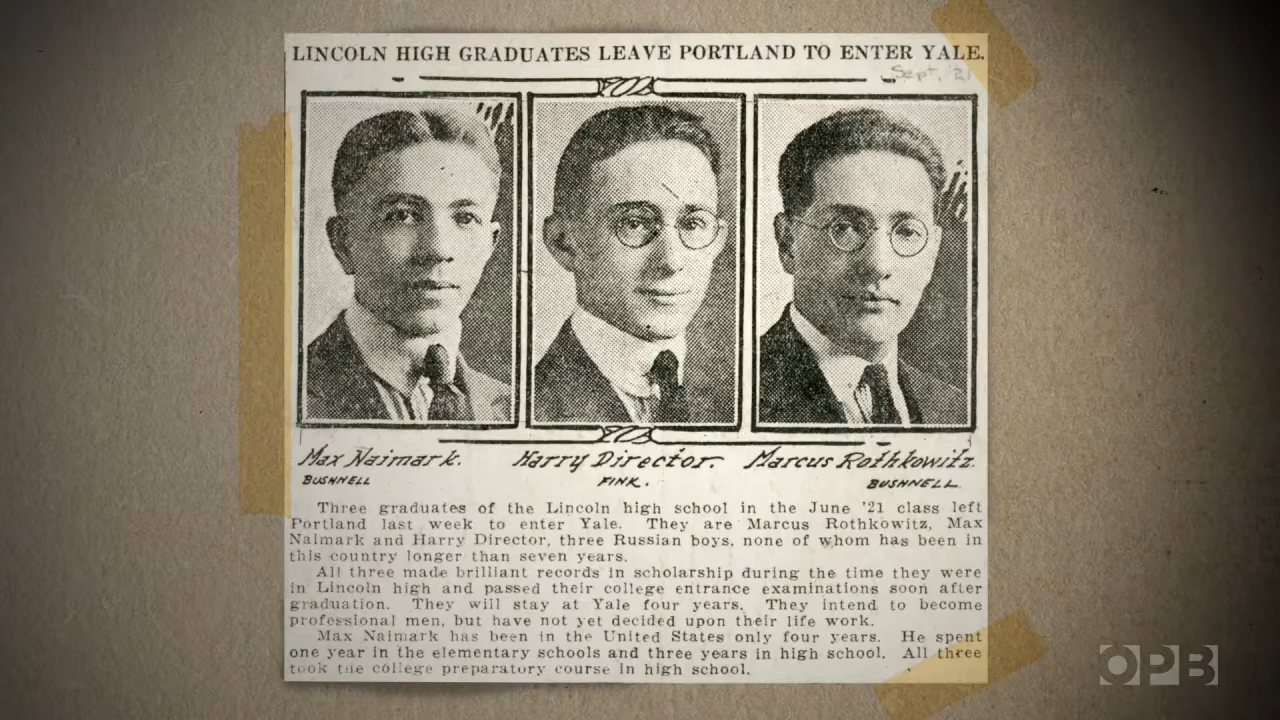 LINCOLN HIGH GRADUATES LEAVE PORTLAND TO ENTER YALE.
Sept. '21
Max Naimark.
BUSHNELL
Harry Director.
FINK.
Marcus Rothkowitz.
BUSHNELL.
Three graduates of the Lincoln high school in the June '21 class left
Portland last week to enter Yale. They are Marcus Rothkowitz, Max
Naimark and Harry Director, three Russian boys, none of whom has been in
this country longer than seven years.
All three made brilliant records in scholarship during the time they were
in Lincoln high and passed their college entrance examinations soon after
graduation. They will stay at Yale four years. They intend to become
professional men, but have not yet decided upon their life work.
Max Naimark has been in the United States only four years. He spent
one year in the elementary schools and three years in high school. All three
took the college preparatory course in high school.
OPB